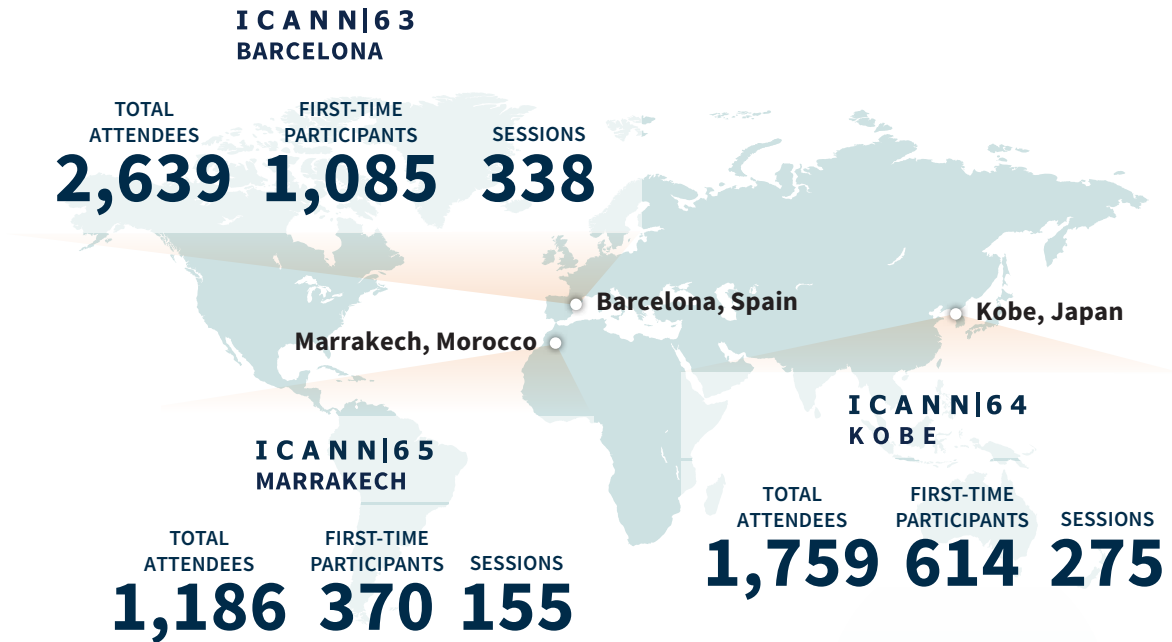 ICANN|63
BARCELONA
TOTAL
ATTENDEES
2,639
FIRST-TIME
PARTICIPANTS
1,085
SESSIONS
338
Barcelona, Spain
Kobe, Japan
Marrakech, Morocco
ICANN|64
KOBE
TOTAL
ATTENDEES
1,759
FIRST-TIME
PARTICIPANTS
614
SESSIONS
275
ICANN|65
MARRAKECH
TOTAL
ATTENDEES
1,186
FIRST-TIME
PARTICIPANTS
370
SESSIONS
155